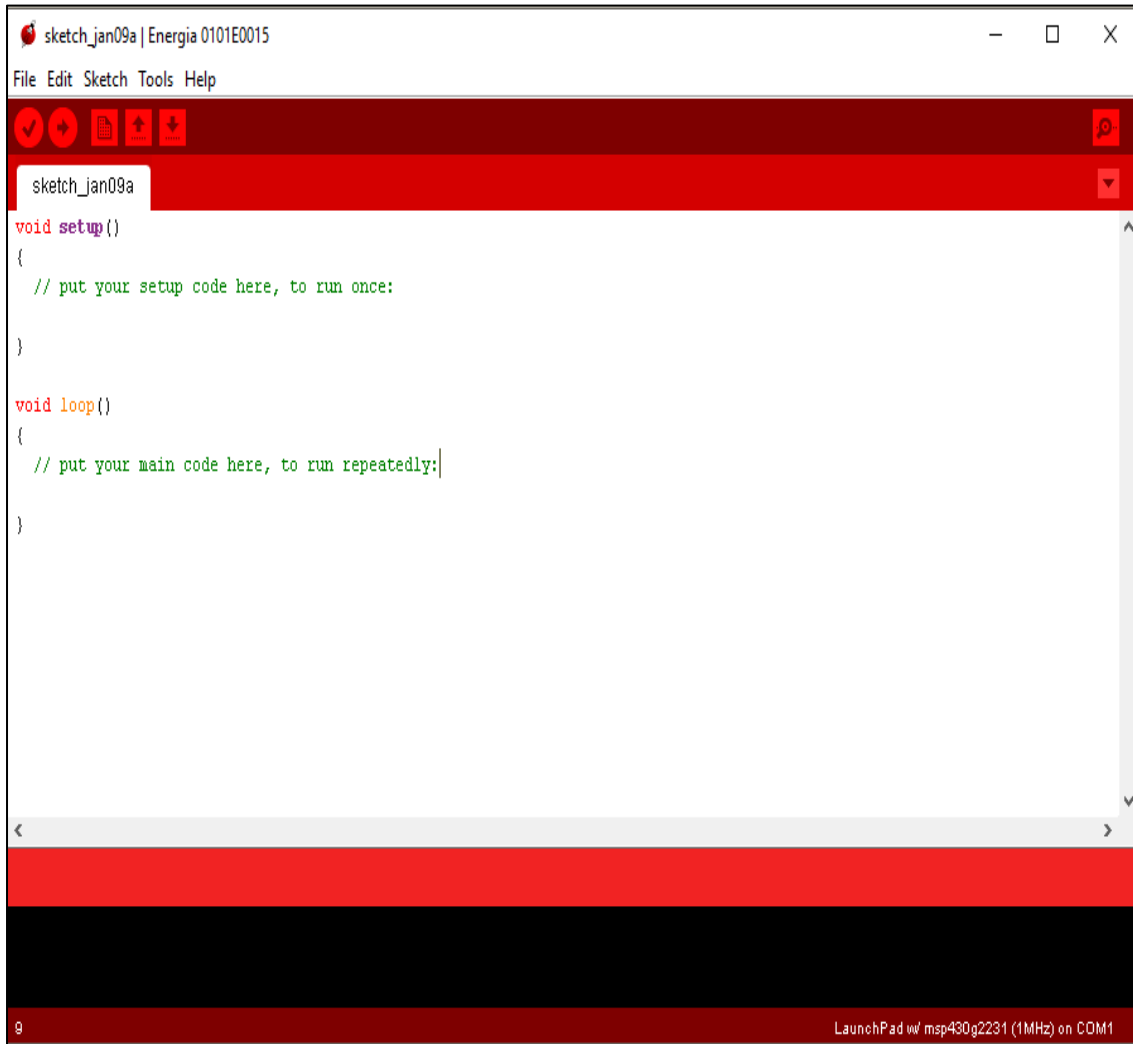 sketch_jan09a | Energia 0101E0015
File Edit Sketch Tools Help
sketch_jan09a
void setup()
{
  // put your setup code here, to run once:
}
void loop()
{
  // put your main code here, to run repeatedly:
}
9
LaunchPad w/ msp430g2231 (1MHz) on COM1